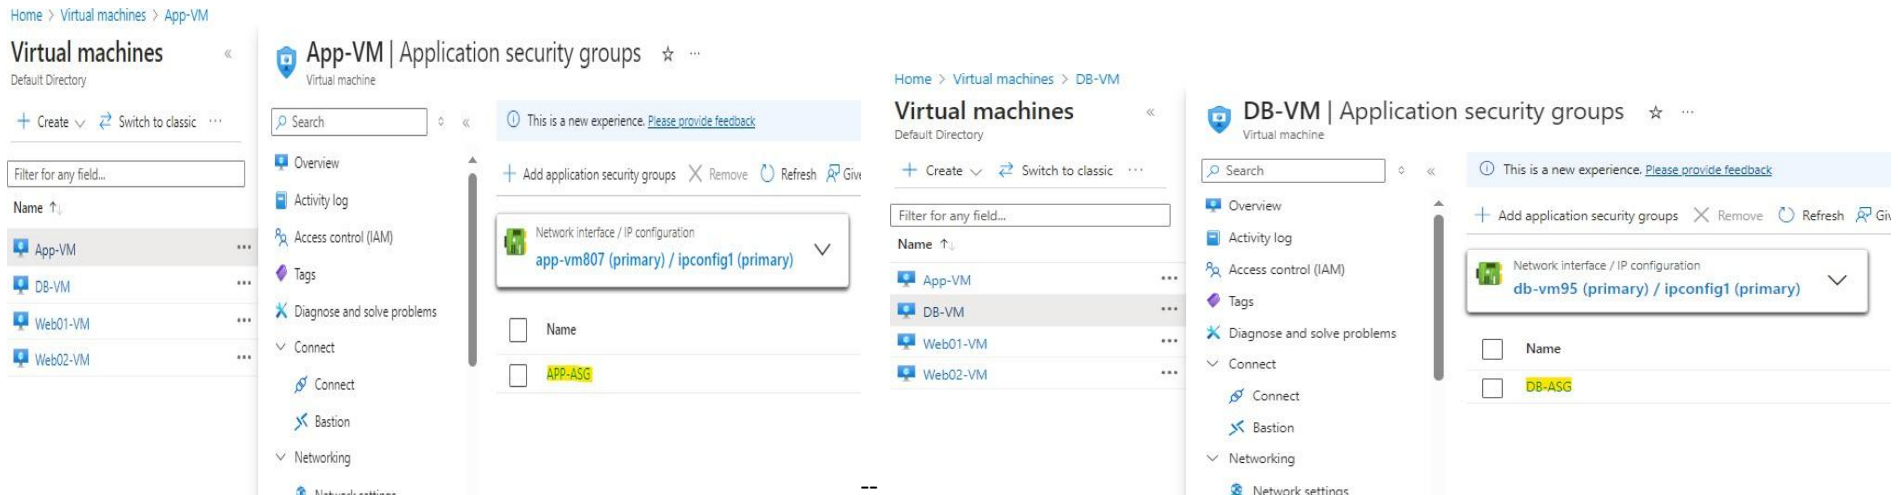 Home > Virtual machines > App-VM
Virtual machines «
Default Directory
+ Create Switch to classic ...
Filter for any field...
Name ↑↓
App-VM ...
DB-VM ...
Web01-VM ...
Web02-VM ...
App-VM | Application security groups ☆ ...
Virtual machine
Search «
Overview
Activity log
Access control (IAM)
Tags
Diagnose and solve problems
Connect
Connect
Bastion
Networking
Network settings
This is a new experience. Please provide feedback
+ Add application security groups Remove Refresh Give
Network interface / IP configuration
app-vm807 (primary) / ipconfig1 (primary)
Name
APP-ASG
--
Home > Virtual machines > DB-VM
Virtual machines «
Default Directory
+ Create Switch to classic ...
Filter for any field...
Name ↑↓
App-VM ...
DB-VM ...
Web01-VM ...
Web02-VM ...
DB-VM | Application security groups ☆ ...
Virtual machine
Search «
Overview
Activity log
Access control (IAM)
Tags
Diagnose and solve problems
Connect
Connect
Bastion
Networking
Network settings
This is a new experience. Please provide feedback
+ Add application security groups Remove Refresh Giv
Network interface / IP configuration
db-vm95 (primary) / ipconfig1 (primary)
Name
DB-ASG